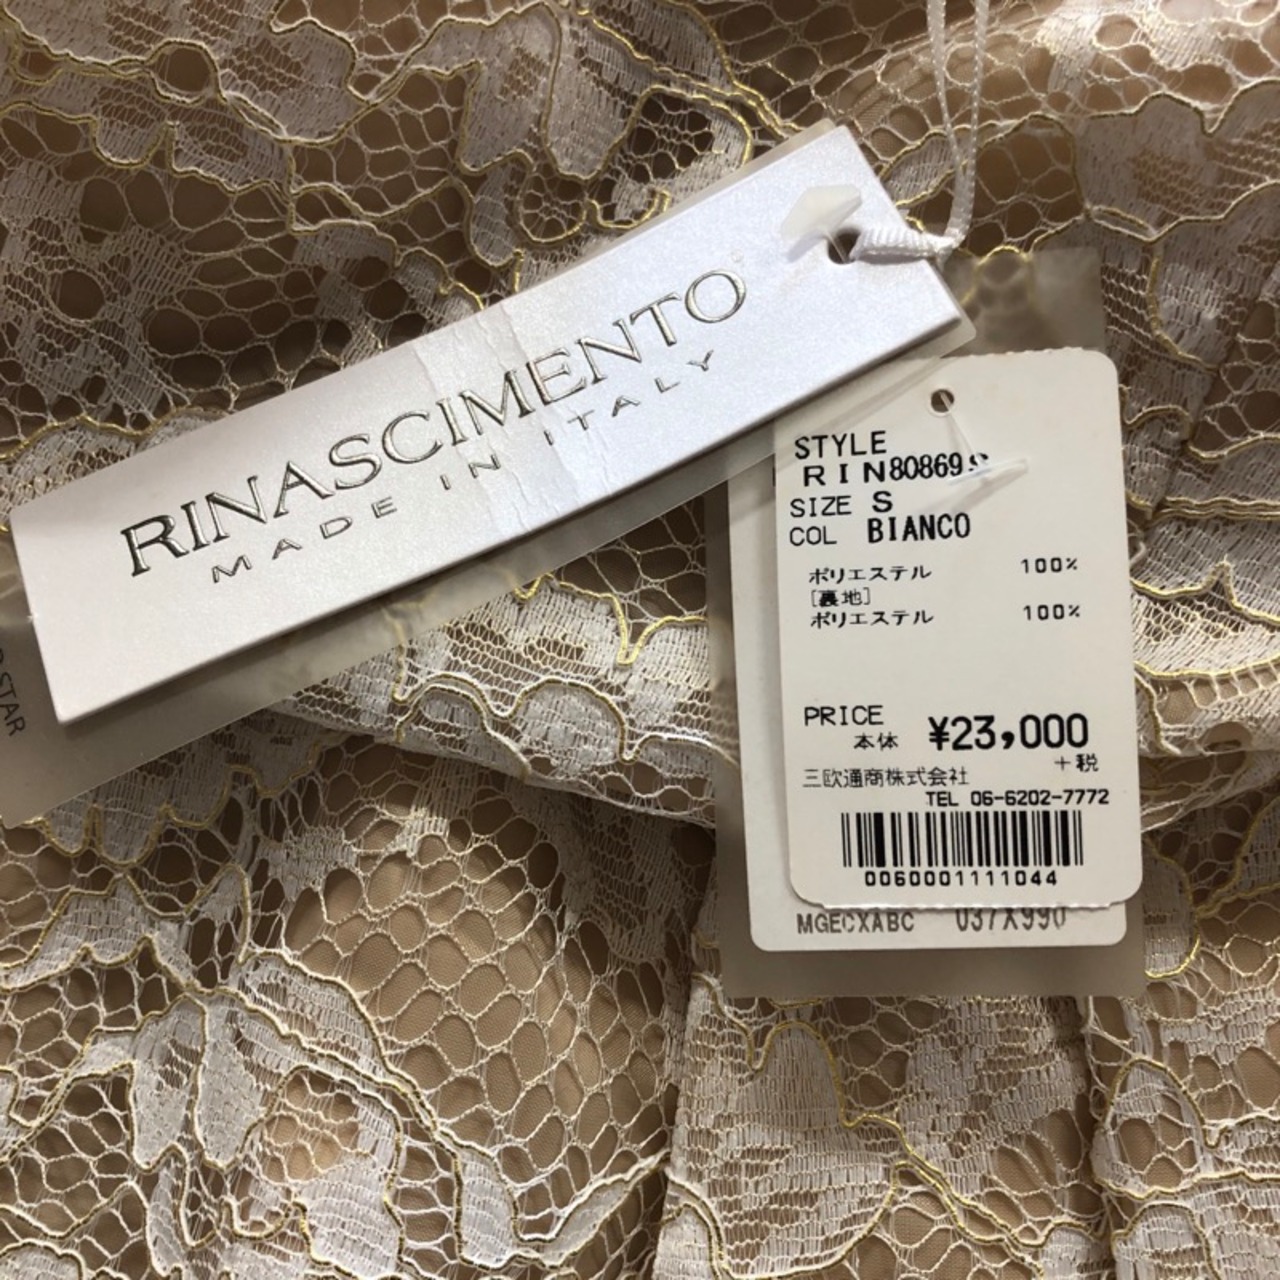 RINASCIMENTO
MADE IN ITALY
STYLE
RIN80869S
SIZE S
COL BIANCO
ポリエステル 100%
[裏地]
ポリエステル 100%
PRICE
本体 ¥23,000
+税
三欧通商株式会社
TEL 06-6202-7772
0060001111044
MGECXABC 037X990
STAR